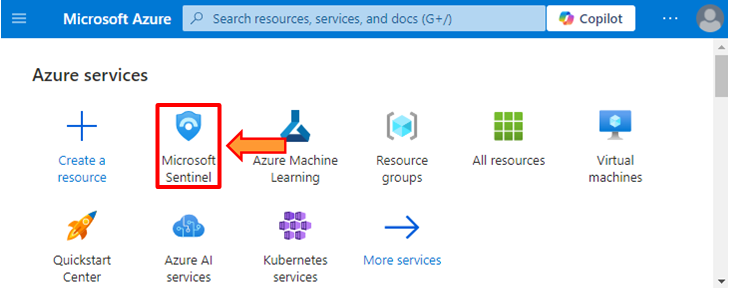 Microsoft Azure
Search resources, services, and docs (G+/)
Copilot
Azure services
Create a
resource
Microsoft
Sentinel
Azure Machine
Learning
Resource
groups
All resources
Virtual
machines
Quickstart
Center
Azure AI
services
Kubernetes
services
More services